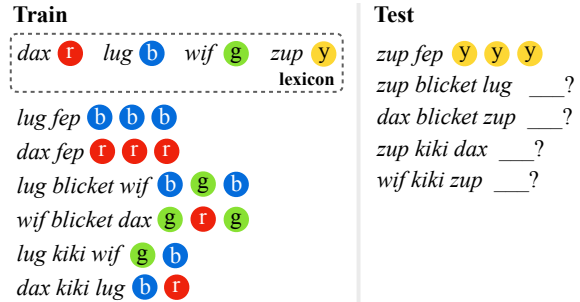 Train
dax r lug b wif g zup y
lexicon
lug fep b b b
dax fep r r r
lug blicket wif b g b
wif blicket dax g r g
lug kiki wif g b
dax kiki lug b r
Test
zup fep y y y
zup blicket lug ___?
dax blicket zup ___?
zup kiki dax ___?
wif kiki zup ___?